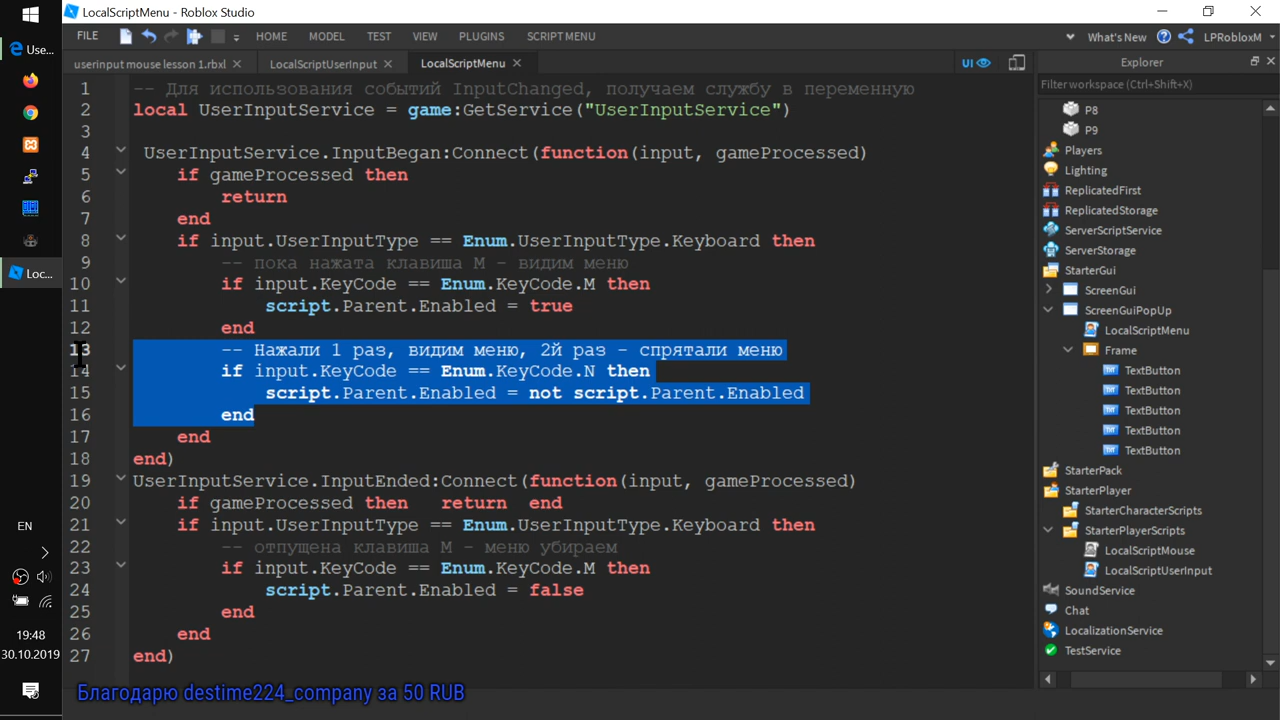 LocalScriptMenu - Roblox Studio
Use...
FILE
HOME
MODEL
TEST
VIEW
PLUGINS
SCRIPT MENU
What's New
LPRobloxM
userinput mouse lesson 1.rbxl
LocalScriptUserInput
LocalScriptMenu
UI
Explorer
Filter workspace (Ctrl+Shift+X)
1 -- Для использования событий InputChanged, получаем службу в переменную
2 local UserInputService = game:GetService("UserInputService")
3
4 UserInputService.InputBegan:Connect(function(input, gameProcessed)
5 if gameProcessed then
6 return
7 end
8 if input.UserInputType == Enum.UserInputType.Keyboard then
9 -- пока нажата клавиша M - видим меню
10 if input.KeyCode == Enum.KeyCode.M then
11 script.Parent.Enabled = true
12 end
13 -- Нажали 1 раз, видим меню, 2й раз - спрятали меню
14 if input.KeyCode == Enum.KeyCode.N then
15 script.Parent.Enabled = not script.Parent.Enabled
16 end
17 end
18 end)
19 UserInputService.InputEnded:Connect(function(input, gameProcessed)
20 if gameProcessed then return end
21 if input.UserInputType == Enum.UserInputType.Keyboard then
22 -- отпущена клавиша M - меню убираем
23 if input.KeyCode == Enum.KeyCode.M then
24 script.Parent.Enabled = false
25 end
26 end
27 end)
P8
P9
Players
Lighting
ReplicatedFirst
ReplicatedStorage
ServerScriptService
ServerStorage
StarterGui
ScreenGui
ScreenGuiPopUp
LocalScriptMenu
Frame
TextButton
TextButton
TextButton
TextButton
TextButton
StarterPack
StarterPlayer
StarterCharacterScripts
StarterPlayerScripts
LocalScriptMouse
LocalScriptUserInput
SoundService
Chat
LocalizationService
TestService
Loc...
EN
19:48
30.10.2019
Благодарю destime224_company за 50 RUB